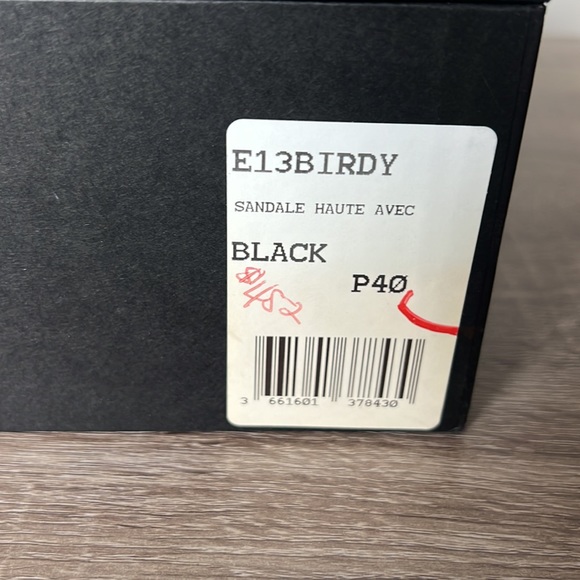 E13BIRDY
SANDALE HAUTE AVEC
BLACK
P40
3 661601 378430